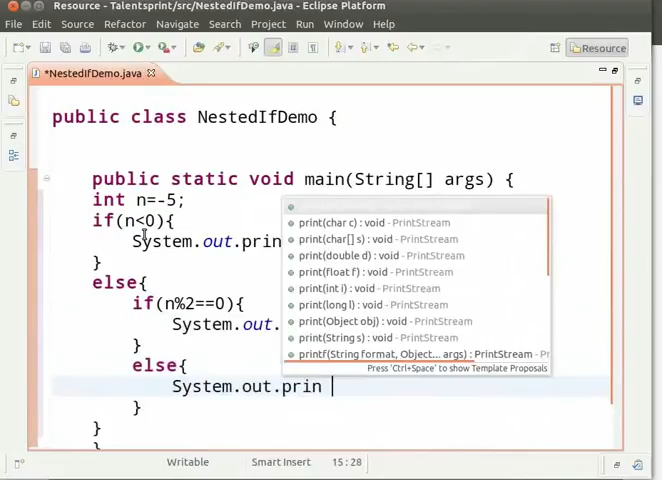 Resource - Talentsprint/src/NestedIfDemo.java - Eclipse Platform
File Edit Source Refactor Navigate Search Project Run Window Help
Resource
*NestedIfDemo.java
public class NestedIfDemo {
public static void main(String[] args) {
int n=-5;
if(n<0){
System.out.prin
}
else{
if(n%2==0){
System.ou
}
else{
System.out.prin
}
}
}
print(char c) : void - PrintStream
print(char[] s) : void - PrintStream
print(double d) : void - PrintStream
print(float f) : void - PrintStream
print(int i) : void - PrintStream
print(long l) : void - PrintStream
print(Object obj) : void - PrintStream
print(String s) : void - PrintStream
printf(String format, Object... args) : PrintStream - Pr
Press 'Ctrl+Space' to show Template Proposals
Writable Smart Insert 15 : 28